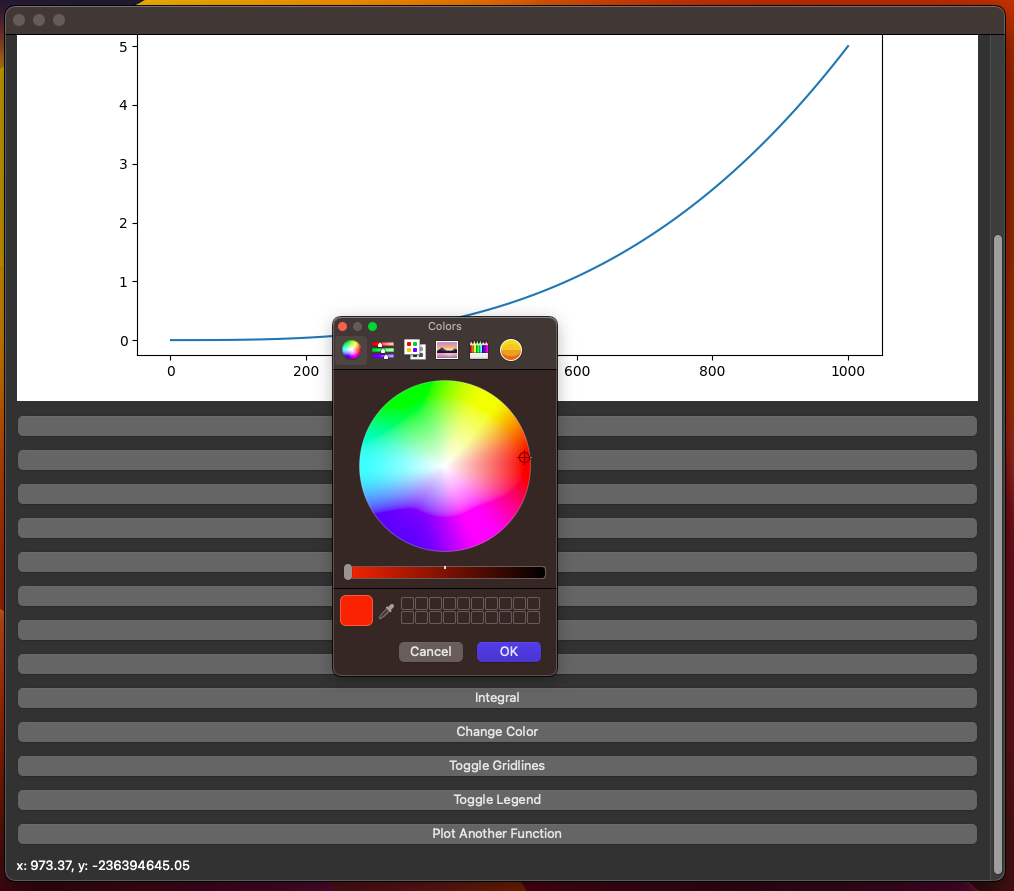 5
4
3
2
1
0
0 200 600 800 1000
Colors
Cancel OK
Integral
Change Color
Toggle Gridlines
Toggle Legend
Plot Another Function
x: 973.37, y: -236394645.05